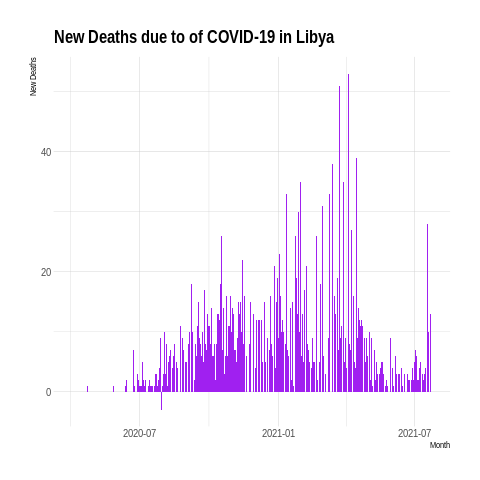 New Deaths due to of COVID-19 in Libya
New Deaths
40
20
0
2020-07
2021-01
2021-07
Month